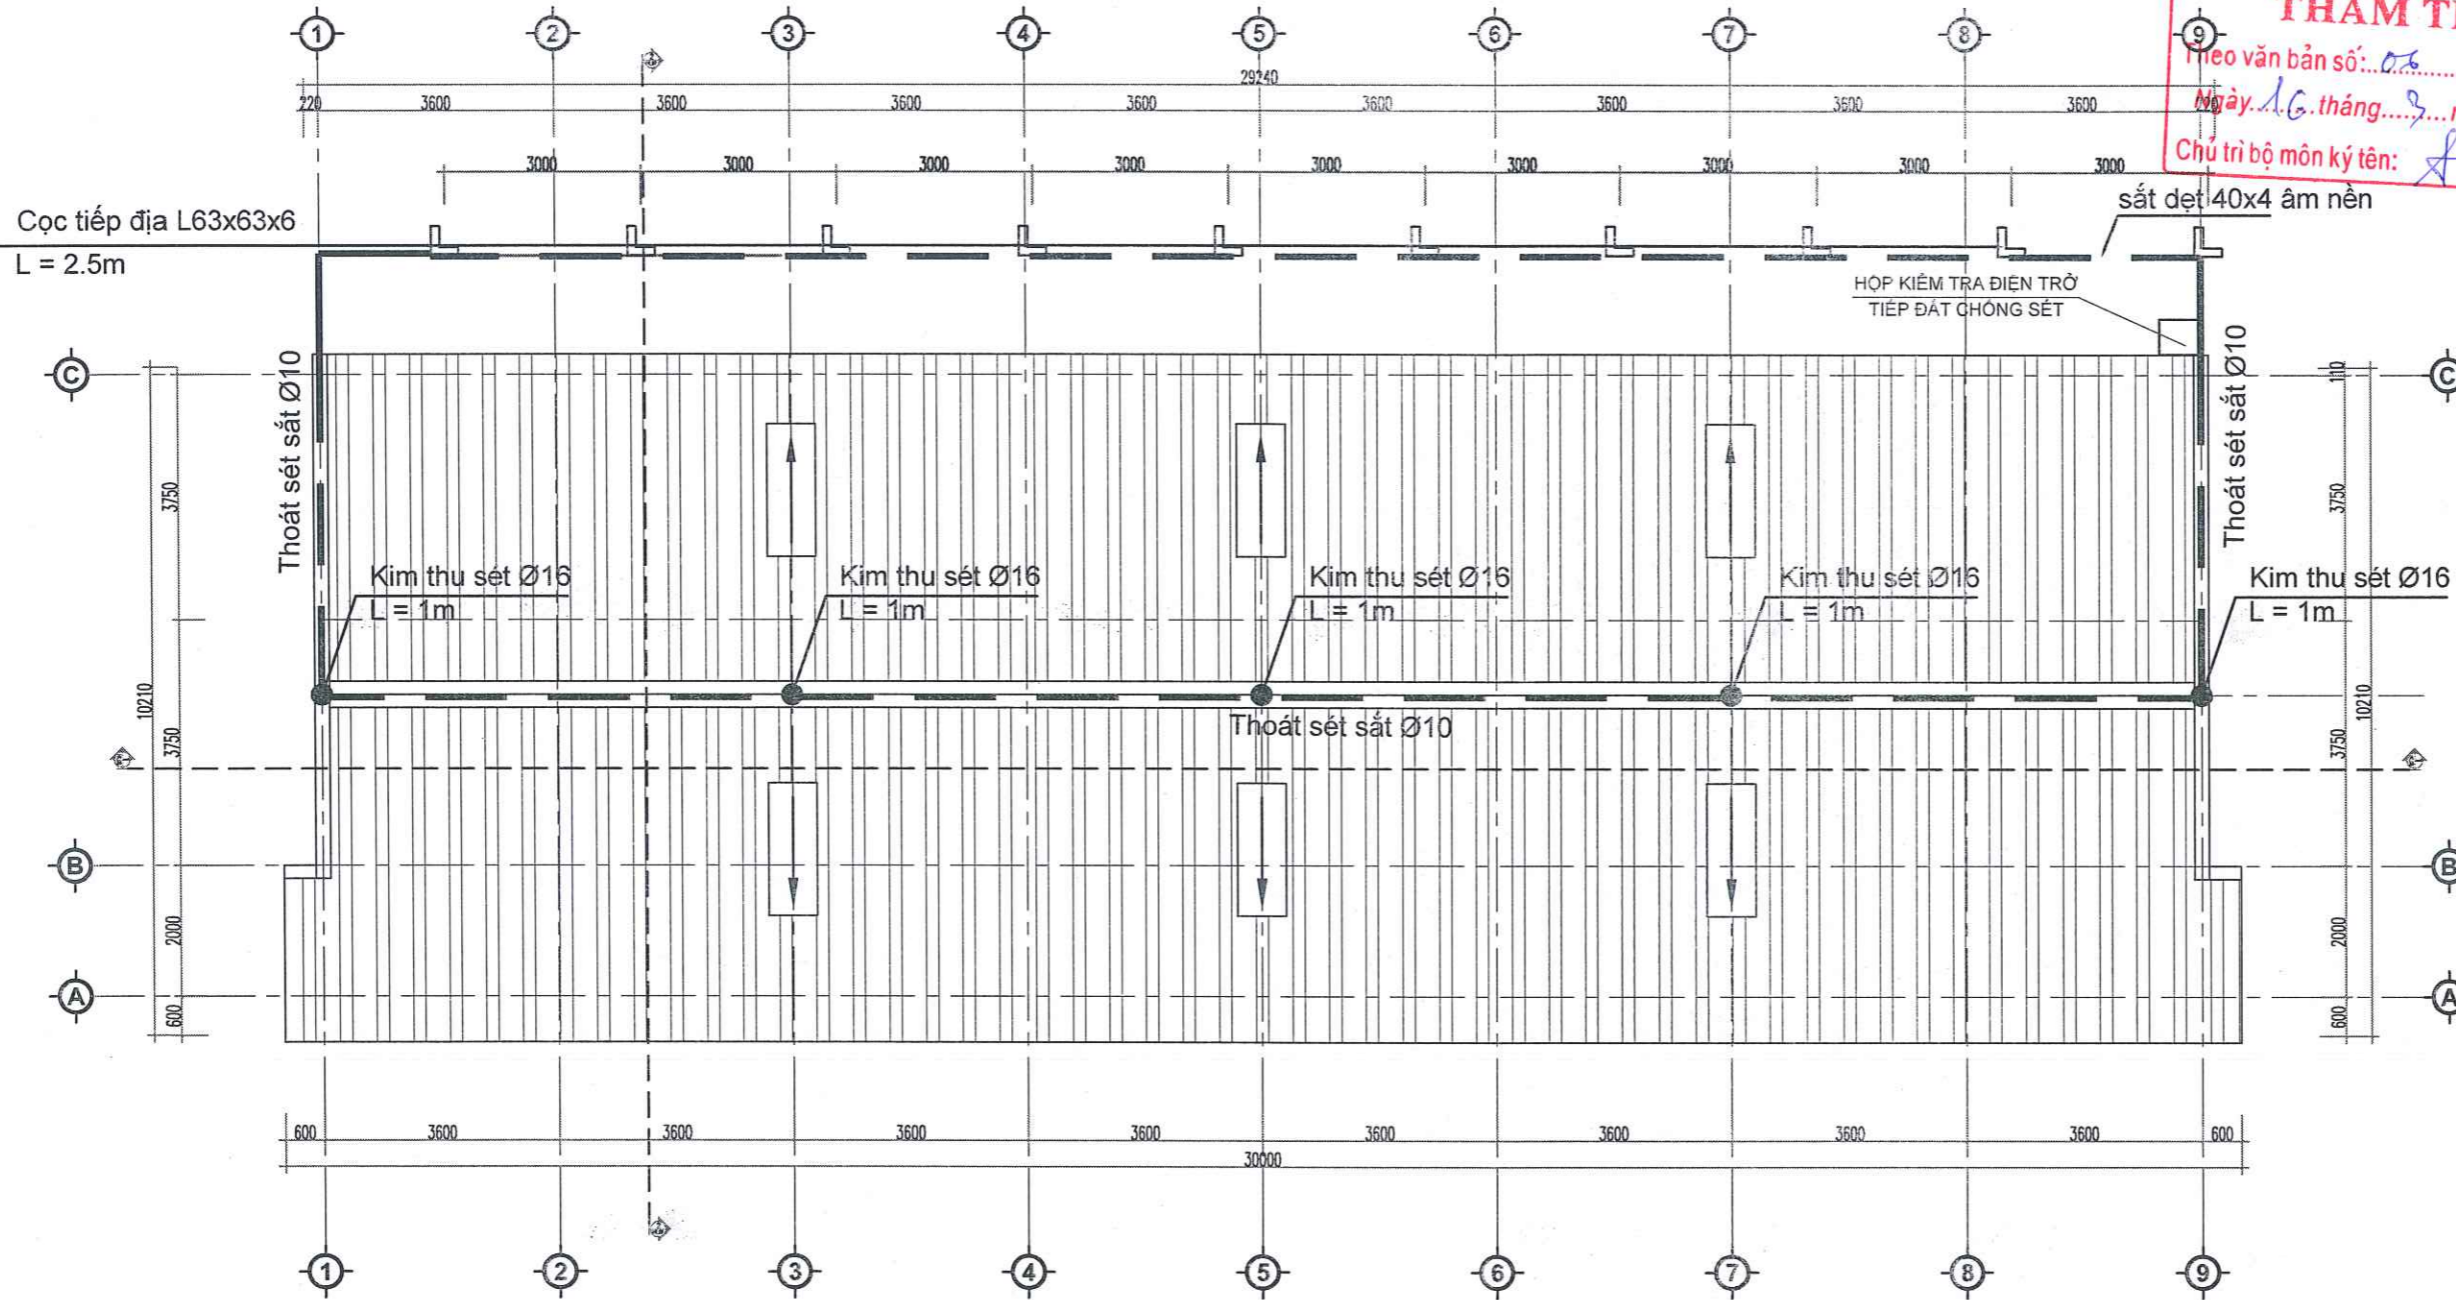 1 2 3 4 5 6 7 8 9
THẨM T
Theo văn bản số: 06
Ngày 16 tháng 3
Chủ trì bộ môn ký tên:
29240
220 3600 3600 3600 3600 3600 3600 3600 3600 220
3000 3000 3000 3000 3000 3000 3000 3000 3000
Cọc tiếp địa L63x63x6
L = 2.5m
sắt dẹt 40x4 âm nền
HỘP KIỂM TRA ĐIỆN TRỞ
TIẾP ĐẤT CHỐNG SÉT
C C
Thoát sét sắt Ø10
Thoát sét sắt Ø10
110
3750 3750
Kim thu sét Ø16
L = 1m
Kim thu sét Ø16
L = 1m
Kim thu sét Ø16
L = 1m
Kim thu sét Ø16
L = 1m
Kim thu sét Ø16
L = 1m
10210 10210
Thoát sét sắt Ø10
3750 3750
B B
2000 2000
A A
600 600
600 3600 3600 3600 3600 3600 3600 3600 3600 600
30000
1 2 3 4 5 6 7 8 9